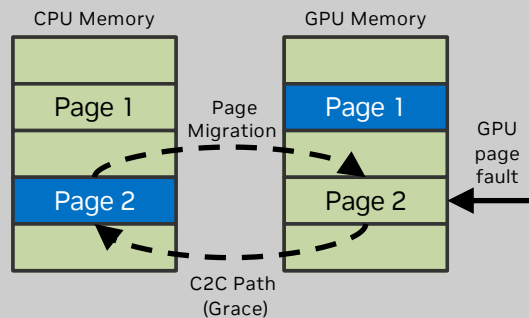 CPU Memory
GPU Memory
Page 1
Page
Migration
Page 1
GPU
page
fault
Page 2
Page 2
C2C Path
(Grace)